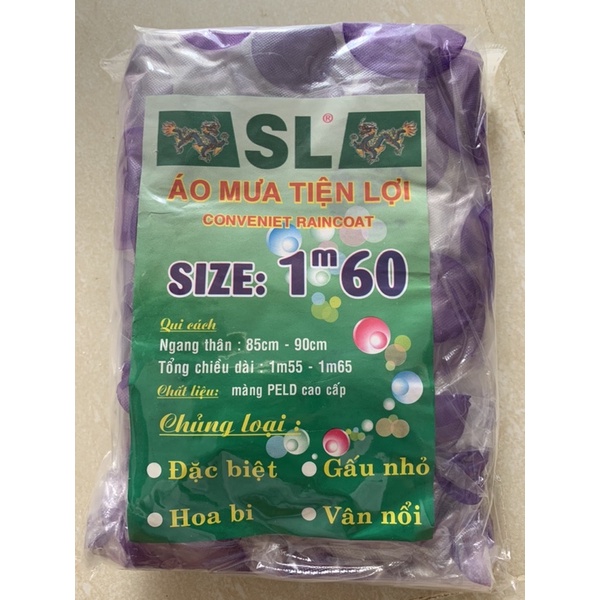 SL®
ÁO MƯA TIỆN LỢI
CONVENIET RAINCOAT
SIZE: 1m60
Qui cách
Ngang thân : 85cm - 90cm
Tổng chiều dài : 1m55 - 1m65
Chất liệu: màng PELD cao cấp
Chủng loại :
Đặc biệt Gấu nhỏ
Hoa bi Vân nổi